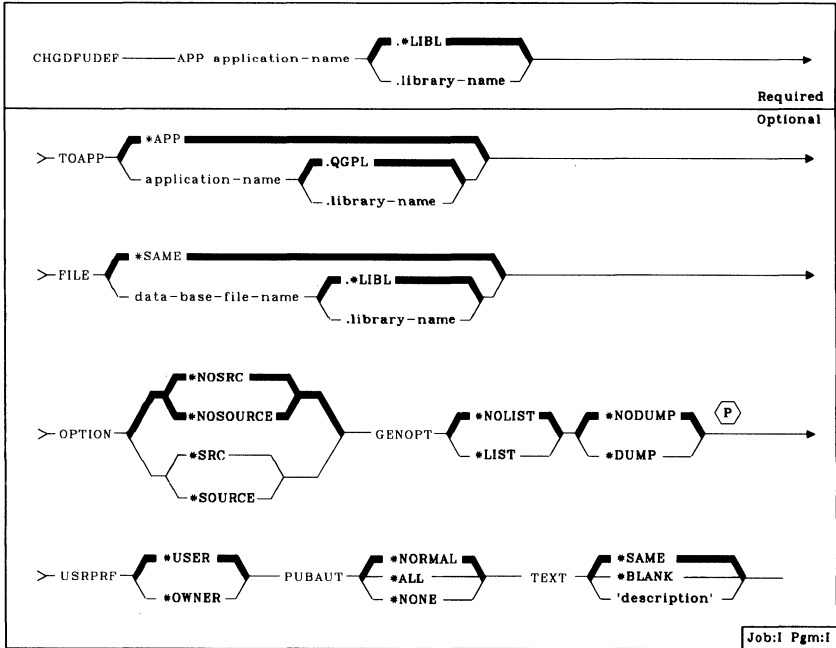 .*LIBL
CHGDFUDEF APP application-name
.library-name
Required
Optional
*APP
TOAPP
application-name .QGPL
.library-name
*SAME
FILE
data-base-file-name .*LIBL
.library-name
*NOSRC
*NOSOURCE
*NOLIST *NODUMP P
OPTION GENOPT
*SRC *LIST *DUMP
*SOURCE
*USER *NORMAL *SAME
USRPRF PUBAUT *ALL TEXT *BLANK
*OWNER *NONE 'description'
Job:I Pgm:I